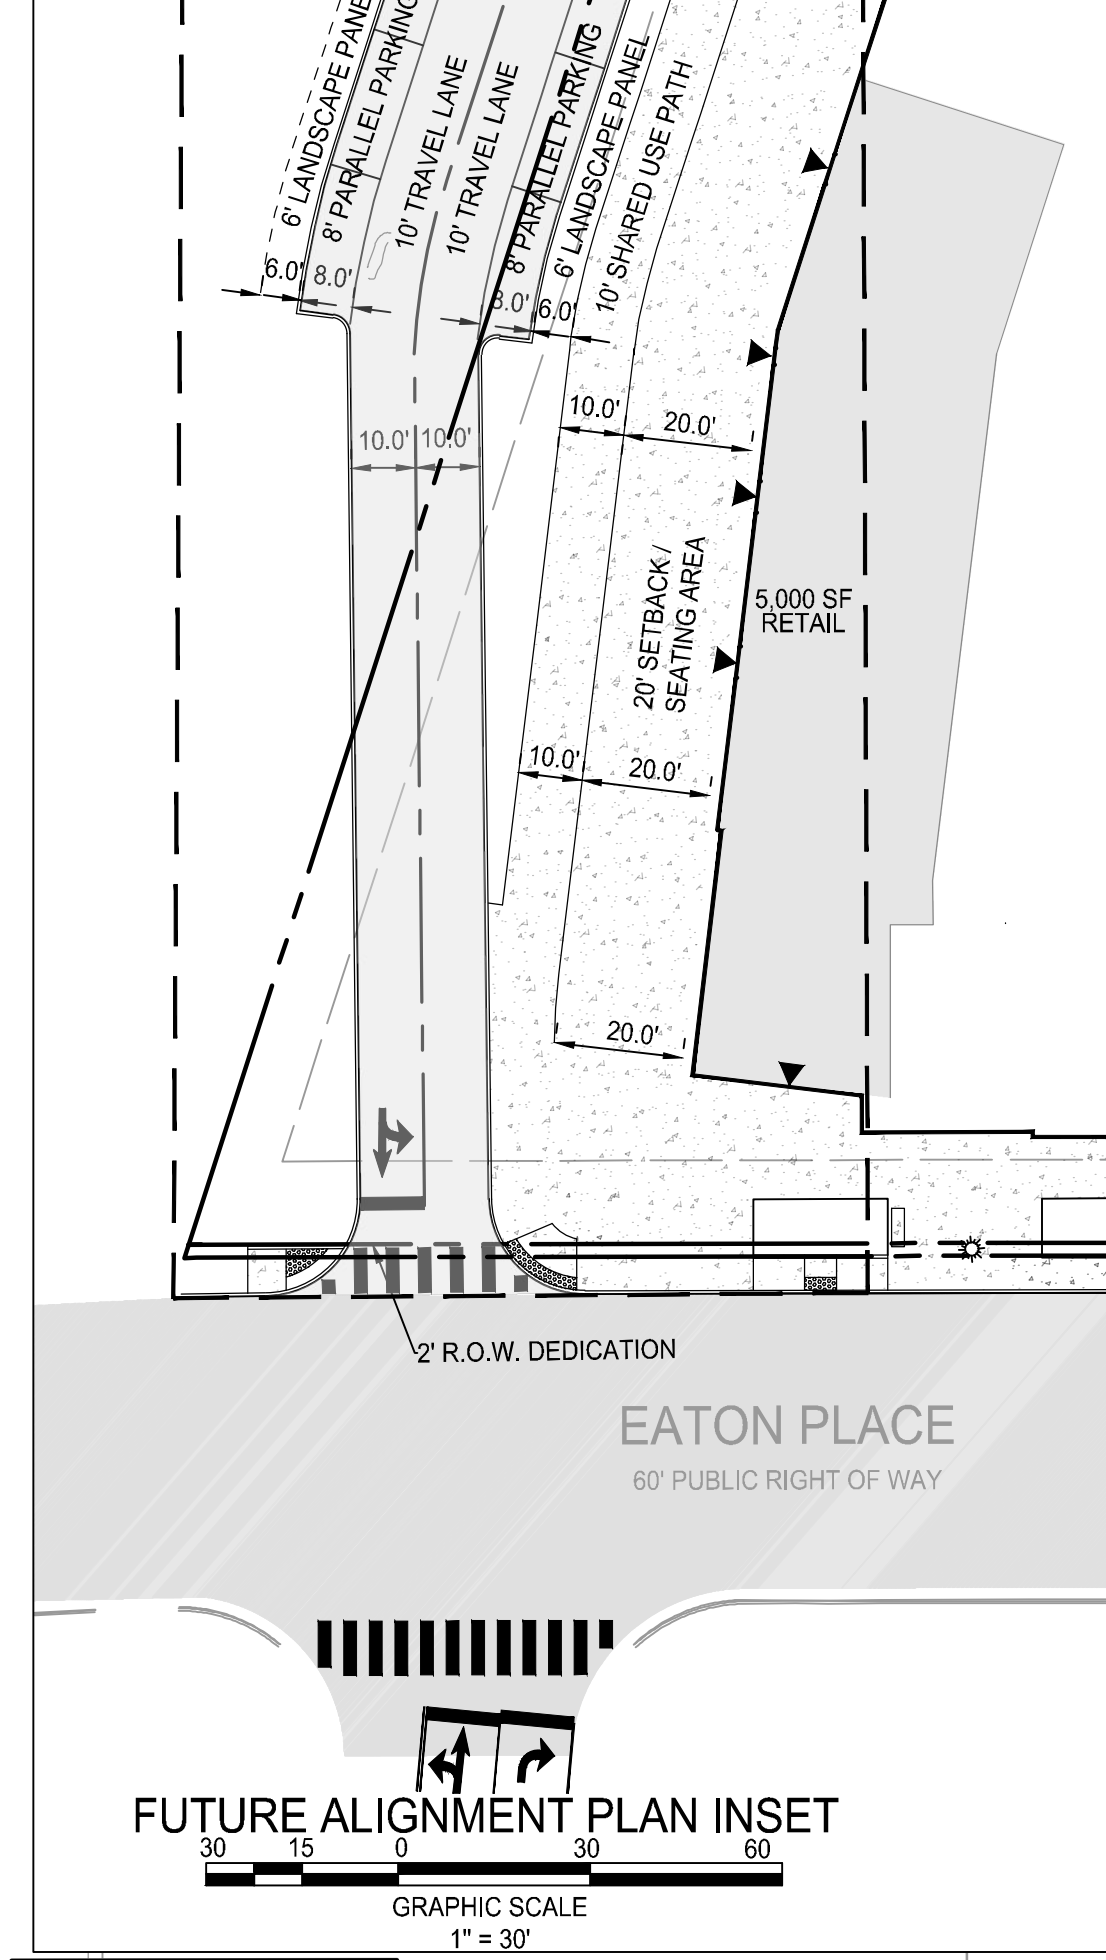 6' LANDSCAPE PANE
8' PARALLEL PARKING
10' TRAVEL LANE
10' TRAVEL LANE
8' PARALLEL PARKING
6' LANDSCAPE PANEL
10' SHARED USE PATH
6.0' 8.0' 8.0' 6.0'
10.0' 10.0' 10.0' 20.0'
20' SETBACK /
SEATING AREA
5,000 SF
RETAIL
10.0' 20.0'
20.0'
2' R.O.W. DEDICATION
EATON PLACE
60' PUBLIC RIGHT OF WAY
FUTURE ALIGNMENT PLAN INSET
30 15 0 30 60
GRAPHIC SCALE
1" = 30'